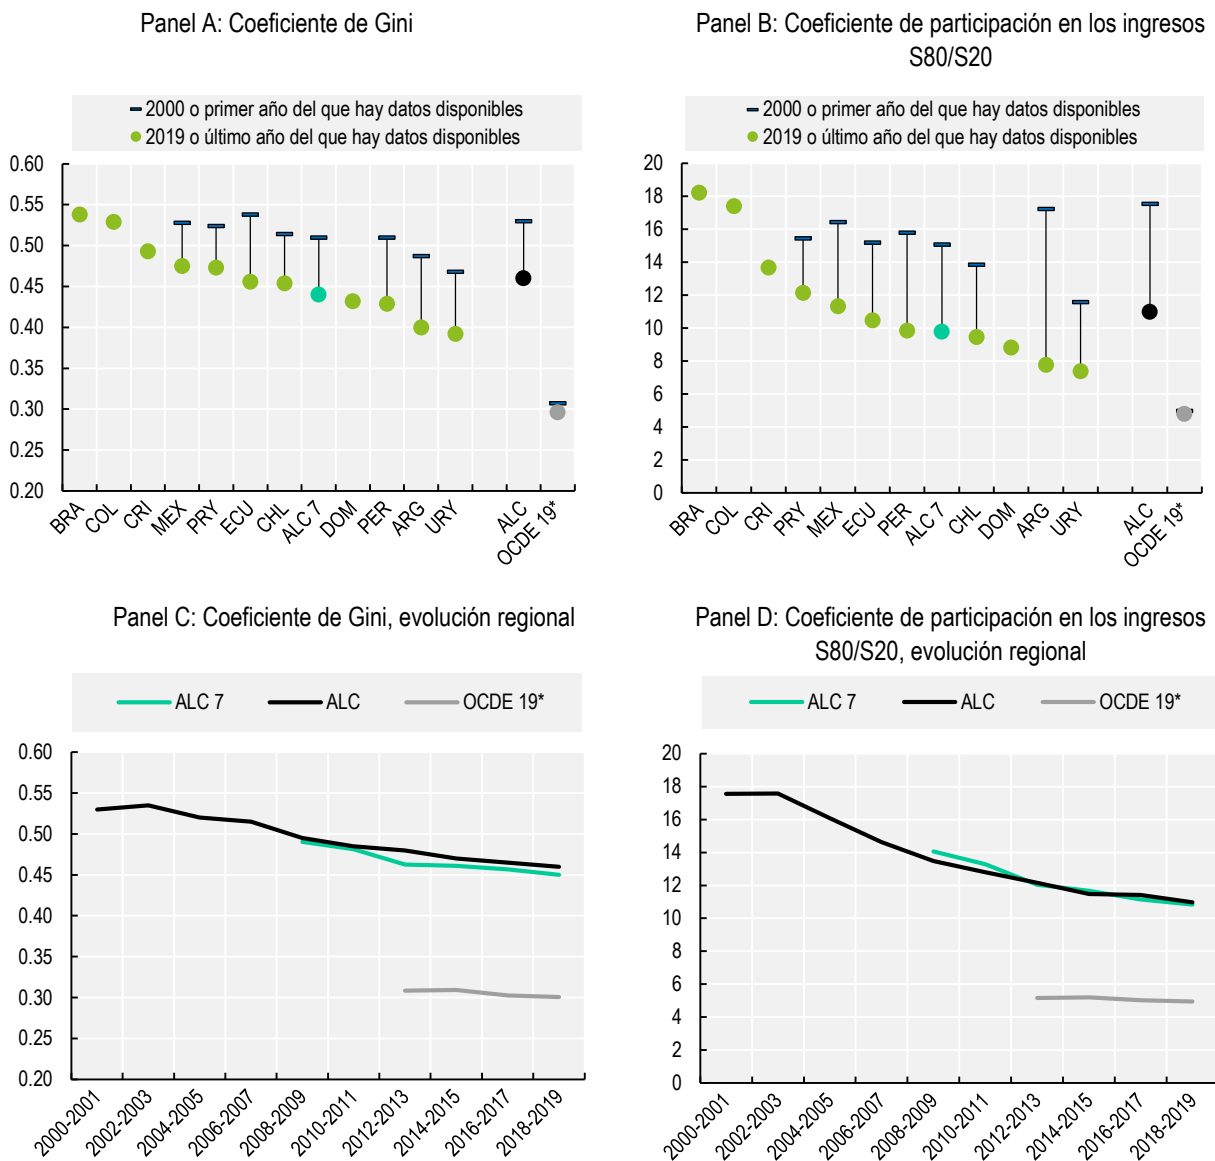 Panel A: Coeficiente de Gini
2000 o primer año del que hay datos disponibles
2019 o último año del que hay datos disponibles
0.60
0.55
0.50
0.45
0.40
0.35
0.30
0.25
0.20
BRA
COL
CRI
MEX
PRY
ECU
CHL
ALC 7
DOM
PER
ARG
URY
ALC
OCDE 19*
Panel B: Coeficiente de participación en los ingresos
S80/S20
2000 o primer año del que hay datos disponibles
2019 o último año del que hay datos disponibles
20
18
16
14
12
10
8
6
4
2
0
BRA
COL
CRI
PRY
MEX
ECU
PER
ALC 7
CHL
DOM
ARG
URY
ALC
OCDE 19*
Panel C: Coeficiente de Gini, evolución regional
ALC 7 ALC OCDE 19*
0.60
0.55
0.50
0.45
0.40
0.35
0.30
0.25
0.20
2000-2001
2002-2003
2004-2005
2006-2007
2008-2009
2010-2011
2012-2013
2014-2015
2016-2017
2018-2019
Panel D: Coeficiente de participación en los ingresos
S80/S20, evolución regional
ALC 7 ALC OCDE 19*
20
18
16
14
12
10
8
6
4
2
0
2000-2001
2002-2003
2004-2005
2006-2007
2008-2009
2010-2011
2012-2013
2014-2015
2016-2017
2018-2019